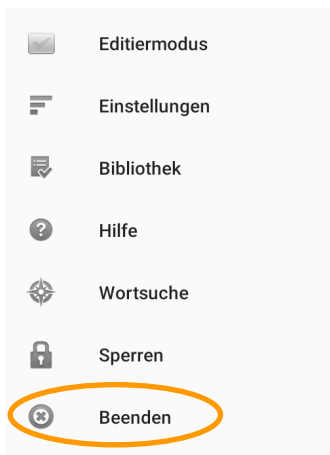 Editiermodus
Einstellungen
Bibliothek
Hilfe
Wortsuche
Sperren
Beenden